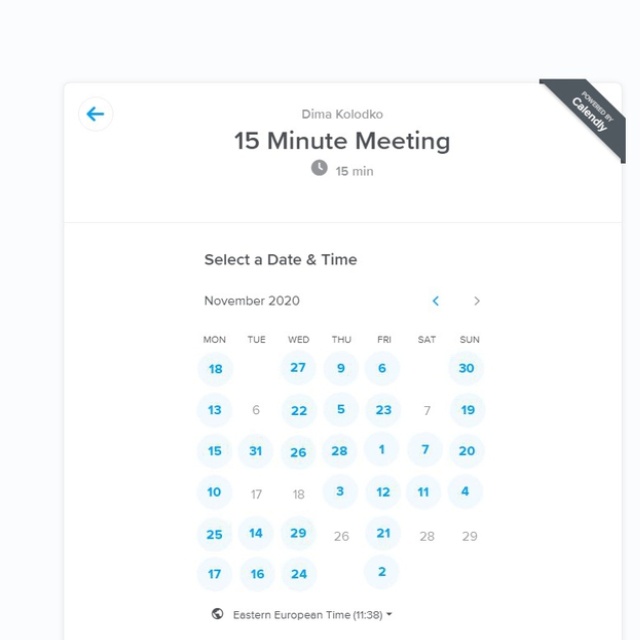 POWERED BY
Calendly
Dima Kolodko
15 Minute Meeting
15 min
Select a Date & Time
November 2020
MON TUE WED THU FRI SAT SUN
18 27 9 6 30
13 6 22 5 23 7 19
15 31 26 28 1 7 20
10 17 18 3 12 11 4
25 14 29 26 21 28 29
17 16 24 2
Eastern European Time (11:38)